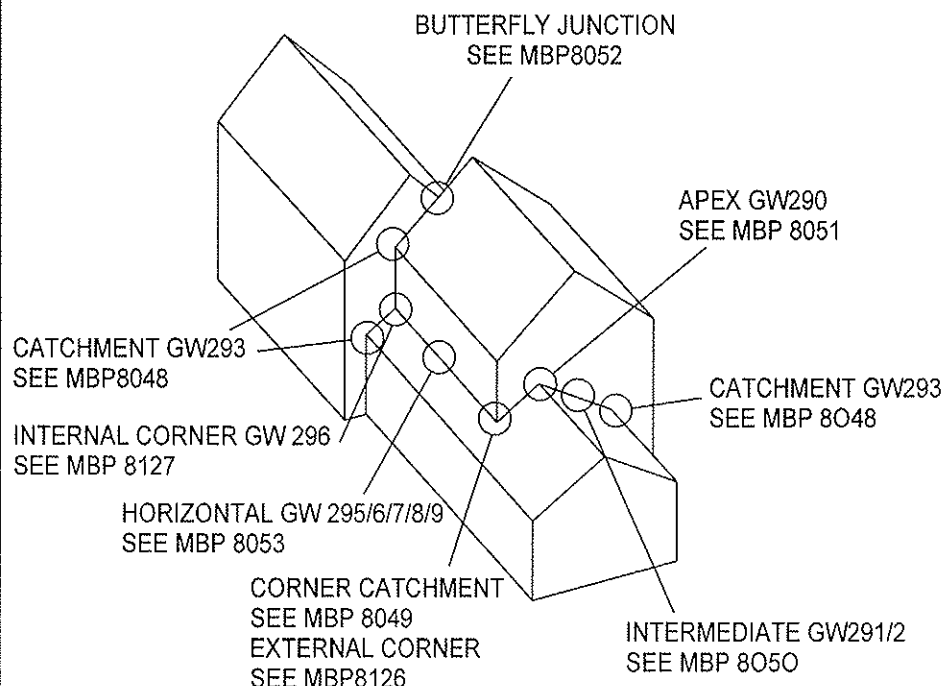 BUTTERFLY JUNCTION
SEE MBP8052
APEX GW290
SEE MBP 8051
CATCHMENT GW293
SEE MBP8048
CATCHMENT GW293
SEE MBP 8O48
INTERNAL CORNER GW 296
SEE MBP 8127
HORIZONTAL GW 295/6/7/8/9
SEE MBP 8053
CORNER CATCHMENT
SEE MBP 8049
EXTERNAL CORNER
SEE MBP8126
INTERMEDIATE GW291/2
SEE MBP 8O5O